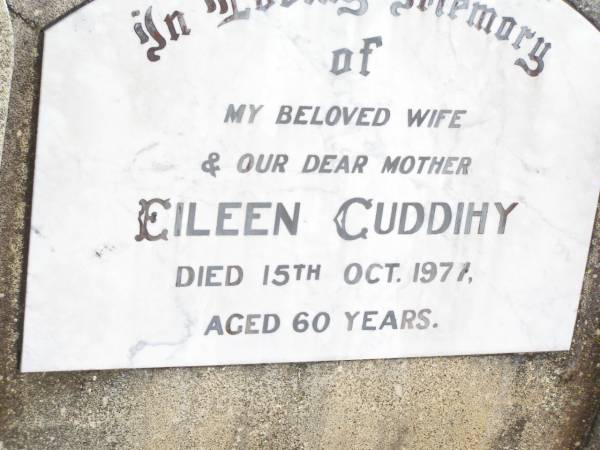 In Loving Memory
of
MY BELOVED WIFE
& OUR DEAR MOTHER
EILEEN CUDDIHY
DIED 15TH OCT. 1977,
AGED 60 YEARS.